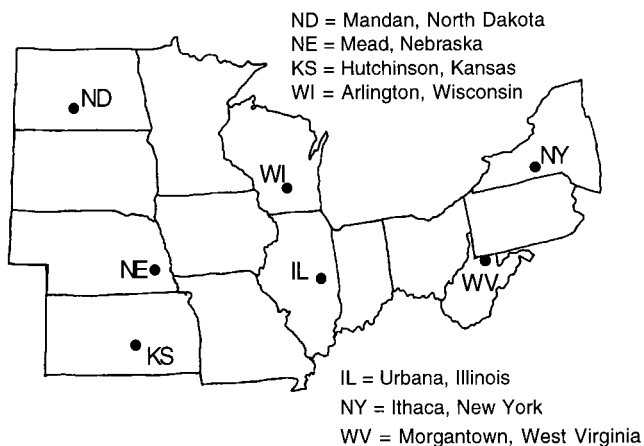 ND = Mandan, North Dakota
NE = Mead, Nebraska
KS = Hutchinson, Kansas
WI = Arlington, Wisconsin
ND
NY
WI
NE
IL
WV
KS
IL = Urbana, Illinois
NY = Ithaca, New York
WV = Morgantown, West Virginia